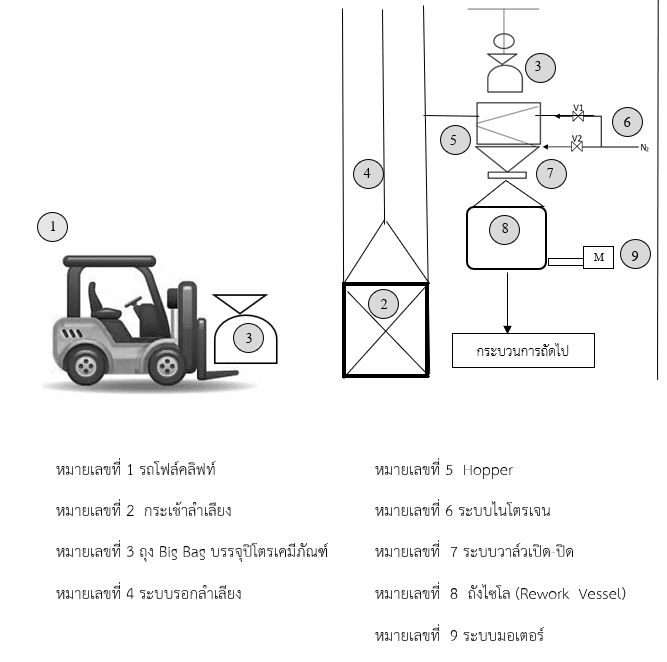 3
V1
6
5
V2
N₂
4
7
1
8
M
9
2
3
กระบวนการถัดไป
หมายเลขที่ 1 รถโฟล์คลิฟท์
หมายเลขที่ 5 Hopper
หมายเลขที่ 2 กระเช้าลำเลียง
หมายเลขที่ 6 ระบบไนโตรเจน
หมายเลขที่ 3 ถุง Big Bag บรรจุปิโตรเคมีภัณฑ์
หมายเลขที่ 7 ระบบวาล์วเปิด-ปิด
หมายเลขที่ 4 ระบบรอกลำเลียง
หมายเลขที่ 8 ถังไซโล (Rework Vessel)
หมายเลขที่ 9 ระบบมอเตอร์